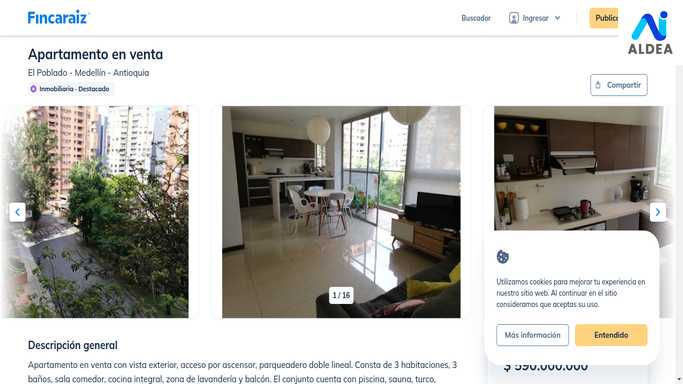 Fincaraiz
Buscador
Ingresar
Public
ALDEA
Apartamento en venta
El Poblado - Medellín - Antioquia
Inmobiliaria - Destacado
Compartir
1 / 16
Utilizamos cookies para mejorar tu experiencia en
nuestro sitio web. Al continuar en el sitio
consideramos que aceptas su uso.
Más información
Entendido
$ 590.000.000
Descripción general
Apartamento en venta con vista exterior, acceso por ascensor, parqueadero doble lineal. Consta de 3 habitaciones, 3
baños, sala comedor, cocina integral, zona de lavandería y balcón. El conjunto cuenta con piscina, sauna, turco,